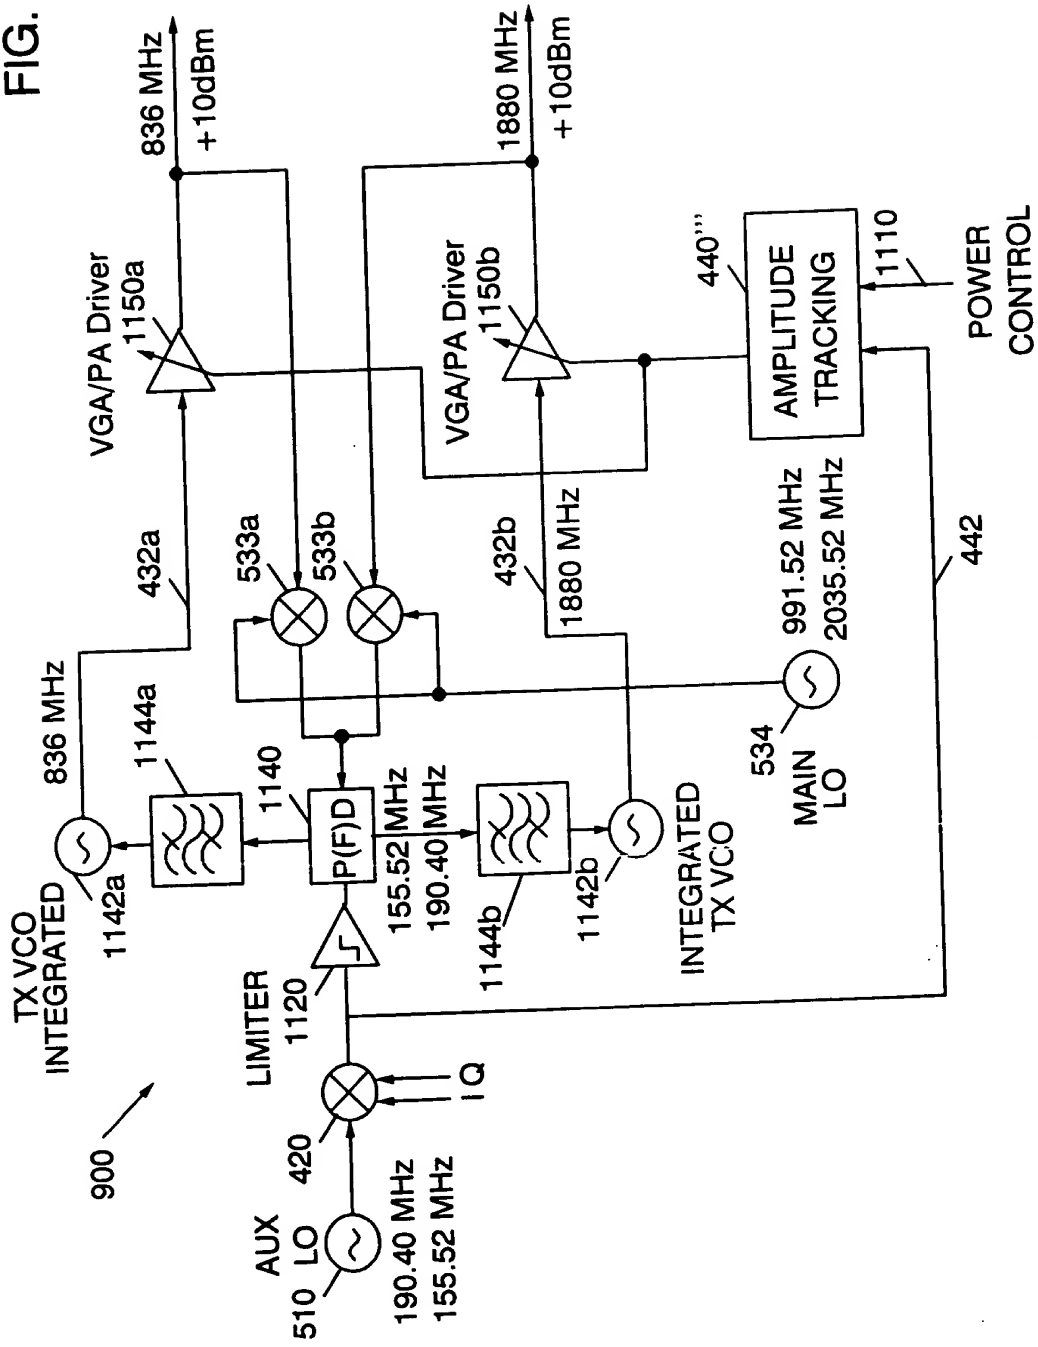 FIG.
900
TX VCO
INTEGRATED
1142a
836 MHz
1144a
432a
VGA/PA Driver
1150a
836 MHz
+10dBm
AUX
LO
510
190.40 MHz
155.52 MHz
420
I Q
LIMITER
1120
1140
P(F)D
155.52 MHz
190.40 MHz
533a
533b
1144b
1142b
INTEGRATED
TX VCO
432b
1880 MHz
VGA/PA Driver
1150b
1880 MHz
+10dBm
534
MAIN
LO
991.52 MHz
2035.52 MHz
440'''
AMPLITUDE
TRACKING
442
1110
POWER
CONTROL